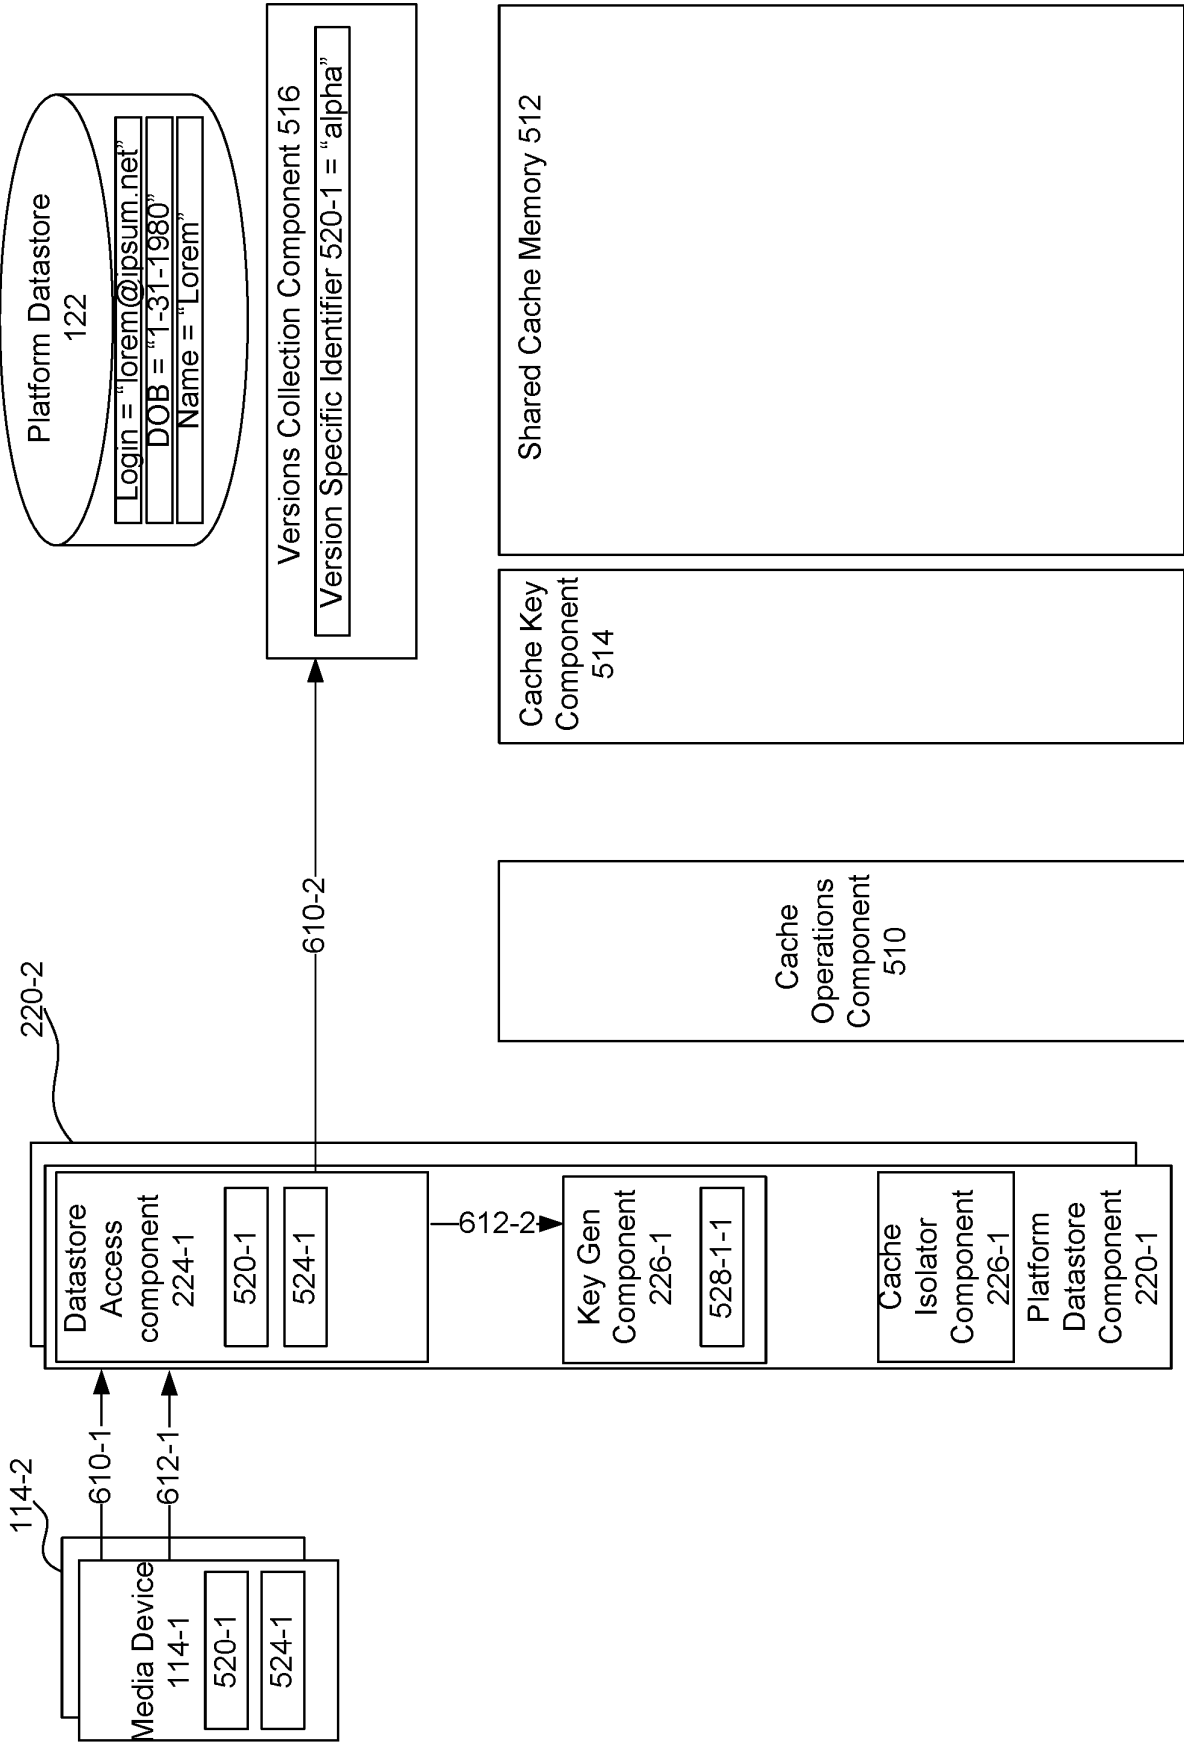 114-2
Media Device
114-1
520-1
524-1
610-1
612-1
220-2
Datastore
Access
component
224-1
520-1
524-1
612-2
Key Gen
Component
226-1
528-1-1
Cache
Isolator
Component
226-1
Platform
Datastore
Component
220-1
610-2
Cache
Operations
Component
510
Cache Key
Component
514
Platform Datastore
122
Login = “lorem@ipsum.net”
DOB = “1-31-1980”
Name = “Lorem”
Versions Collection Component 516
Version Specific Identifier 520-1 = “alpha”
Shared Cache Memory 512